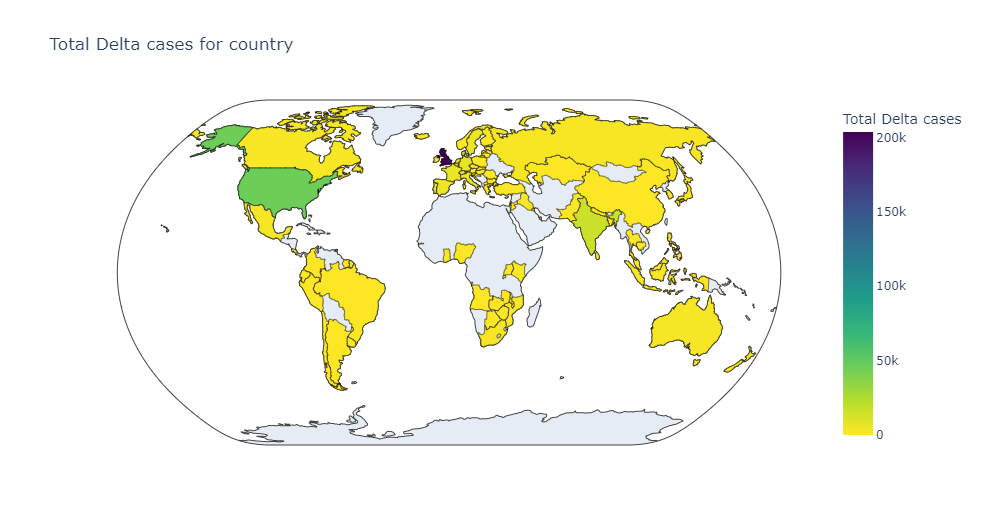 Total Delta cases for country
Total Delta cases
200k
150k
100k
50k
0